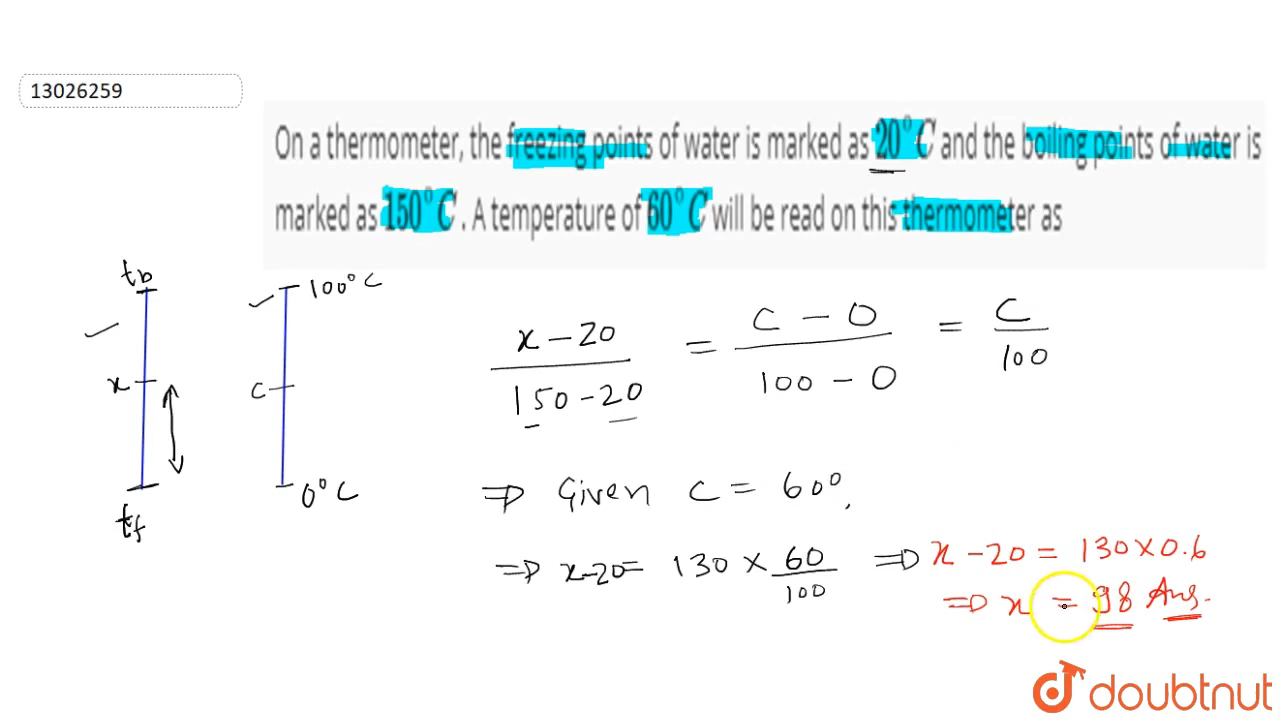 13026259
On a thermometer, the freezing points of water is marked as 20° C and the boiling points of water is
marked as 150° C . A temperature of 60° C will be read on this thermometer as
t_b
100° C
x
c
t_f
0° C
x - 20 / 150 - 20 = c - 0 / 100 - 0 = c / 100
⇒ Given c = 60°,
⇒ x - 20 = 130 × 60 / 100 ⇒ x - 20 = 130 × 0.6
⇒ x = 98 Ans.
doubtnut